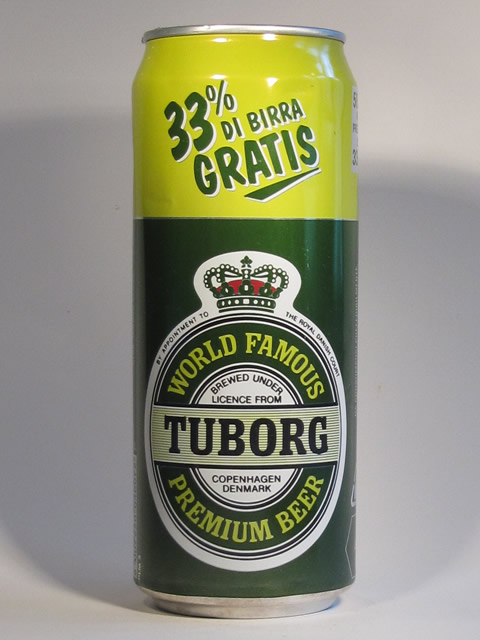 33%
DI BIRRA
GRATIS
BY APPOINTMENT TO THE ROYAL DANISH COURT
WORLD FAMOUS
BREWED UNDER
LICENCE FROM
TUBORG
COPENHAGEN
DENMARK
PREMIUM BEER